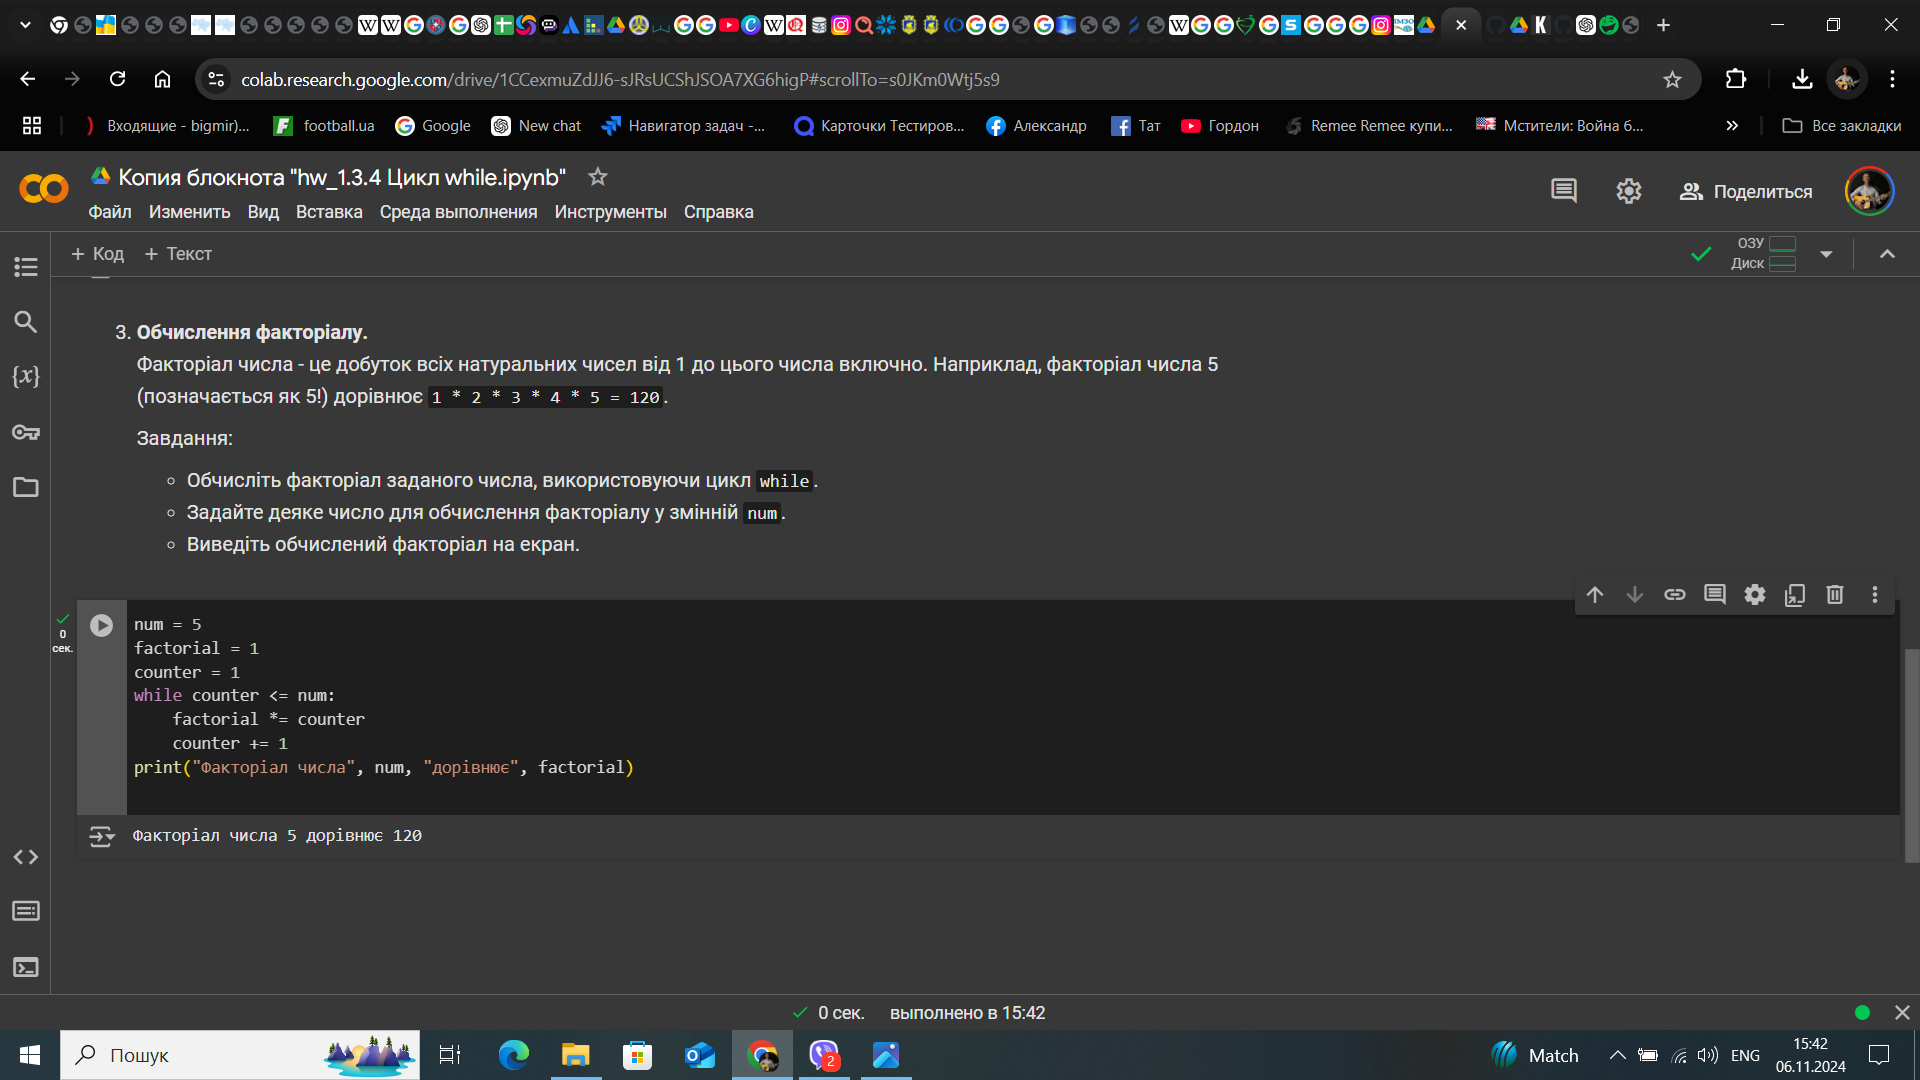 colab.research.google.com/drive/1CCexmuZdJJ6-sJRsUCShJSOA7XG6higP#scrollTo=s0JKm0Wtj5s9
Входящие - bigmir)... football.ua Google New chat Навигатор задач -... Карточки Тестиров... Александр Тат Гордон Remee Remee купи... Мстители: Война б... Все закладки
Копия блокнота "hw_1.3.4 Цикл while.ipynb"
Поделиться
Файл Изменить Вид Вставка Среда выполнения Инструменты Справка
+ Код + Текст
ОЗУ
Диск
3. Обчислення факторіалу.
Факторіал числа - це добуток всіх натуральних чисел від 1 до цього числа включно. Наприклад, факторіал числа 5
(позначається як 5!) дорівнює 1 * 2 * 3 * 4 * 5 = 120.
Завдання:
Обчисліть факторіал заданого числа, використовуючи цикл while.
Задайте деяке число для обчислення факторіалу у змінній num.
Виведіть обчислений факторіал на екран.
0
сек.
num = 5
factorial = 1
counter = 1
while counter <= num:
    factorial *= counter
    counter += 1
print("Факторіал числа", num, "дорівнює", factorial)
Факторіал числа 5 дорівнює 120
0 сек. выполнено в 15:42
Пошук
2
Match
ENG
15:42
06.11.2024